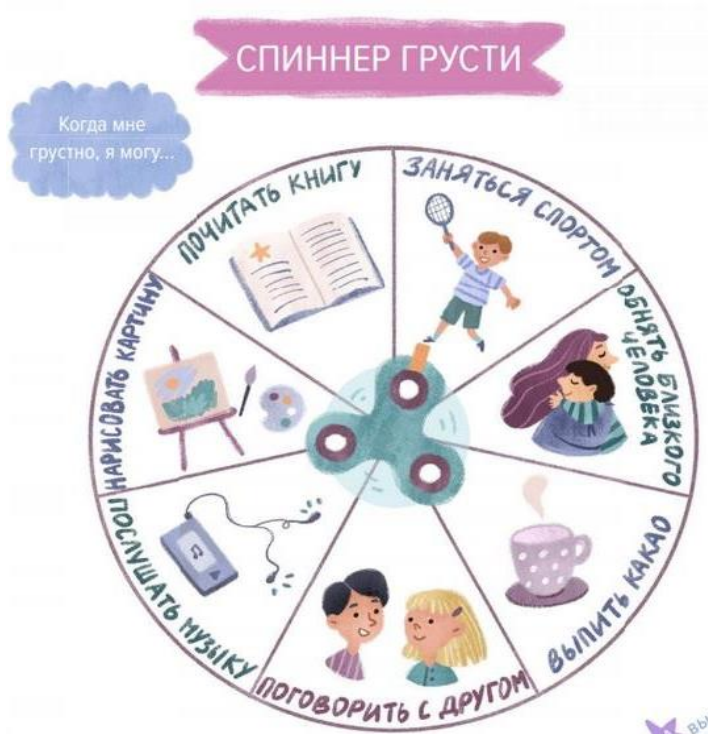 СПИННЕР ГРУСТИ
Когда мне
грустно, я могу...
ПОЧИТАТЬ КНИГУ
ЗАНЯТЬСЯ СПОРТОМ
ОБНЯТЬ БЛИЗКОГО
ЧЕЛОВЕКА
ВЫПИТЬ КАКАО
ПОГОВОРИТЬ С ДРУГОМ
ПОСЛУШАТЬ МУЗЫКУ
НАРИСОВАТЬ КАРТИНУ